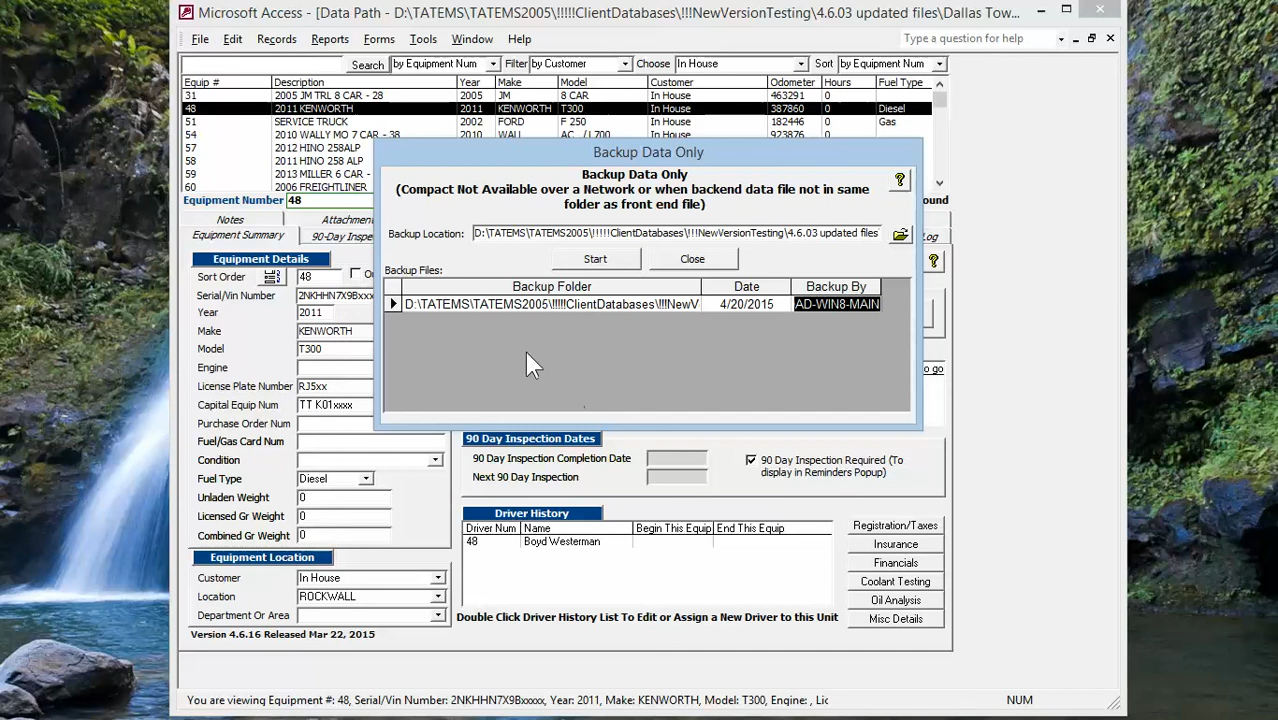 Microsoft Access - [Data Path - D:\TATEMS\TATEMS2005\!!!!!ClientDatabases\!!!NewVersionTesting\4.6.03 updated files\Dallas Tow...
File Edit Records Reports Forms Tools Window Help
Type a question for help
Search by Equipment Num Filter by Customer Choose In House Sort by Equipment Num
Equip # Description Year Make Model Customer Odometer Hours Fuel Type
31 2005 JM TRL 8 CAR - 28 2005 JM 8 CAR In House 463291 0
48 2011 KENWORTH 2011 KENWORTH T300 In House 387860 0 Diesel
51 SERVICE TRUCK 2002 FORD F 250 In House 182446 0 Gas
54 2010 WALLY MO 7 CAR - 38 2010 In House 923876 0
57 2012 HINO 258ALP
58 2011 HINO 258 ALP
59 2013 MILLER 6 CAR -
60 2006 FREIGHTLINER
Equipment Number 48
Notes Attachment
Equipment Summary 90-Day Inspe
Log
Backup Data Only
Backup Data Only
(Compact Not Available over a Network or when backend data file not in same
folder as front end file)
Backup Location: D:\TATEMS\TATEMS2005\!!!!!ClientDatabases\!!!NewVersionTesting\4.6.03 updated files
Start Close
Backup Files:
Backup Folder Date Backup By
D:\TATEMS\TATEMS2005\!!!!!ClientDatabases\!!!NewV 4/20/2015 AD-WIN8-MAIN
Equipment Details
Sort Order 48
Serial/Vin Number 2NKHHN7X9Bxxx
Year 2011
Make KENWORTH
Model T300
Engine
License Plate Number RJ5xx
Capital Equip Num TT K01xxxx
Purchase Order Num
Fuel/Gas Card Num
Condition
Fuel Type Diesel
Unladen Weight 0
Licensed Gr Weight 0
Combined Gr Weight 0
Equipment Location
Customer In House
Location ROCKWALL
Department Or Area
Version 4.6.16 Released Mar 22, 2015
to go
90 Day Inspection Dates
90 Day Inspection Completion Date
Next 90 Day Inspection
90 Day Inspection Required (To
display in Reminders Popup)
Driver History
Driver Num Name Begin This Equip End This Equip
48 Boyd Westerman
Double Click Driver History List To Edit or Assign a New Driver to this Unit
Registration/Taxes
Insurance
Financials
Coolant Testing
Oil Analysis
Misc Details
You are viewing Equipment #: 48, Serial/Vin Number: 2NKHHN7X9Bxxxxx, Year: 2011, Make: KENWORTH, Model: T300, Engine: , Lic
NUM